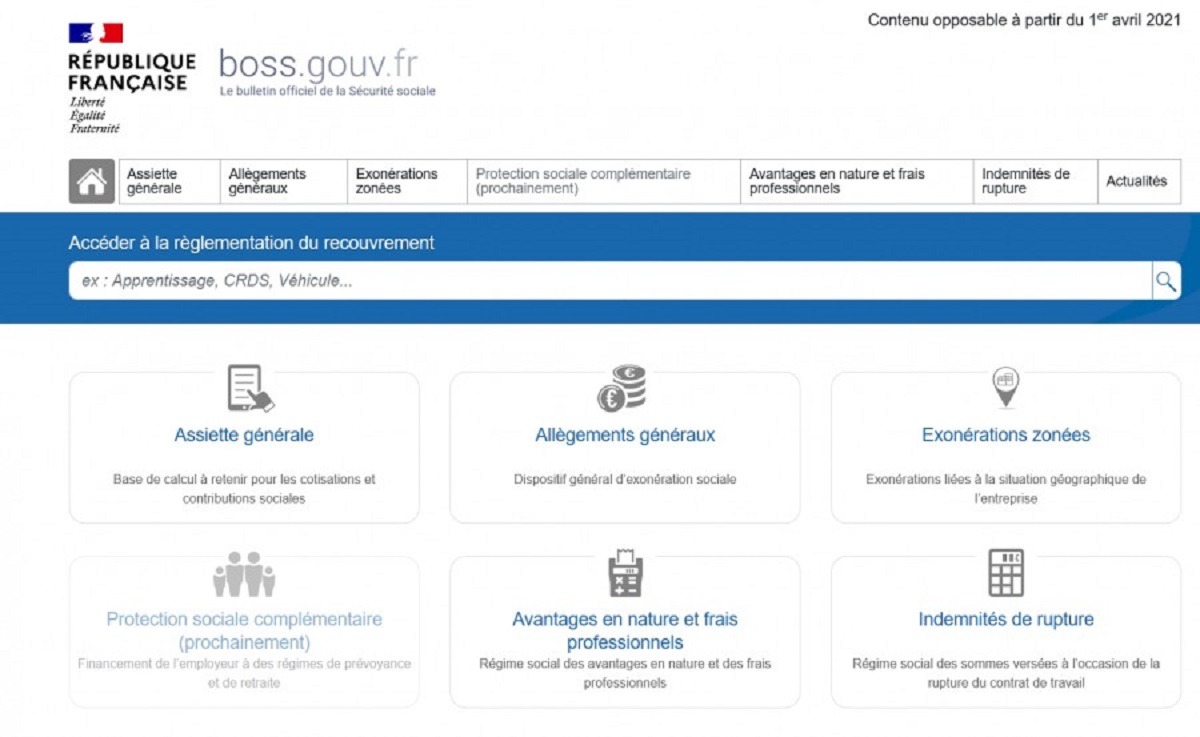 Contenu opposable à partir du 1er avril 2021
RÉPUBLIQUE
FRANÇAISE
Liberté
Égalité
Fraternité
boss.gouv.fr
Le bulletin officiel de la Sécurité sociale
Assiette
générale
Allègements
généraux
Exonérations
zonées
Protection sociale complémentaire
(prochainement)
Avantages en nature et frais
professionnels
Indemnités de
rupture
Actualités
Accéder à la règlementation du recouvrement
ex : Apprentissage, CRDS, Véhicule...
Assiette générale
Base de calcul à retenir pour les cotisations et
contributions sociales
Allègements généraux
Dispositif général d'exonération sociale
Exonérations zonées
Exonérations liées à la situation géographique de
l'entreprise
Protection sociale complémentaire
(prochainement)
Financement de l'employeur à des régimes de prévoyance
et de retraite
Avantages en nature et frais
professionnels
Régime social des avantages en nature et des frais
professionnels
Indemnités de rupture
Régime social des sommes versées à l'occasion de la
rupture du contrat de travail